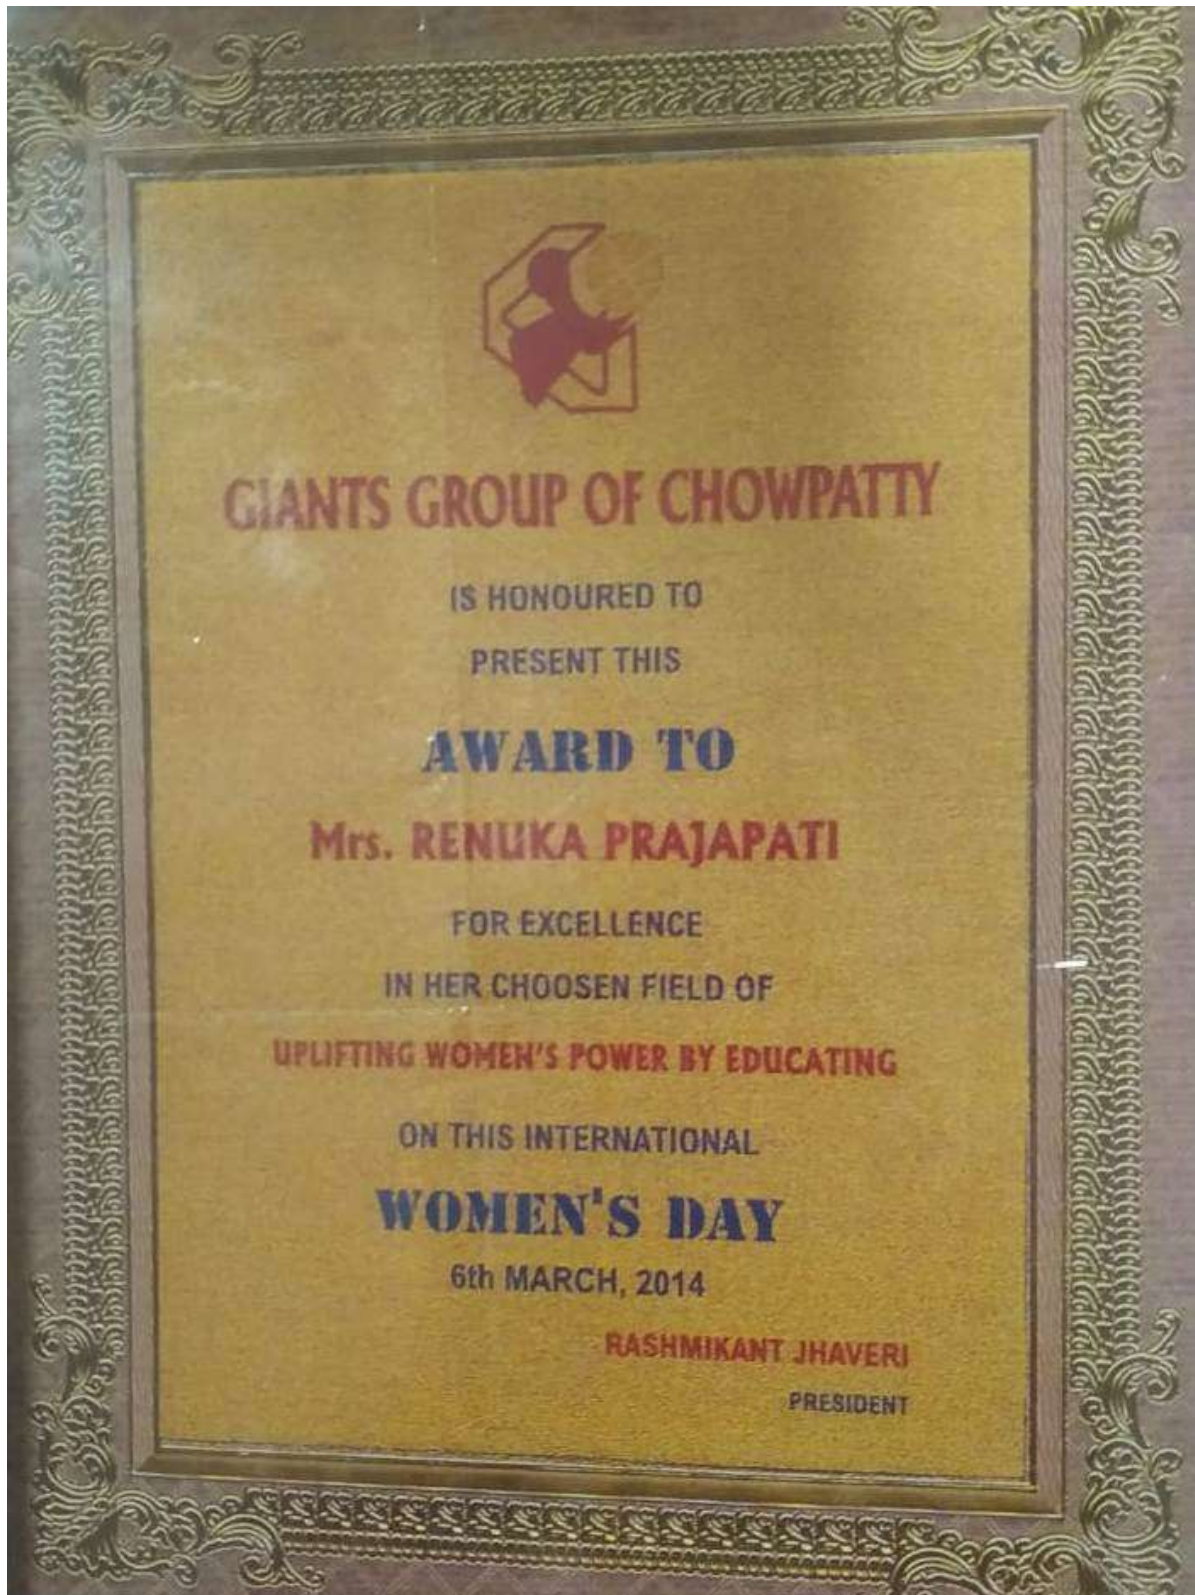 GIANTS GROUP OF CHOWPATTY
IS HONOURED TO
PRESENT THIS
AWARD TO
Mrs. RENUKA PRAJAPATI
FOR EXCELLENCE
IN HER CHOOSEN FIELD OF
UPLIFTING WOMEN'S POWER BY EDUCATING
ON THIS INTERNATIONAL
WOMEN'S DAY
6th MARCH, 2014
RASHMIKANT JHAVERI
PRESIDENT